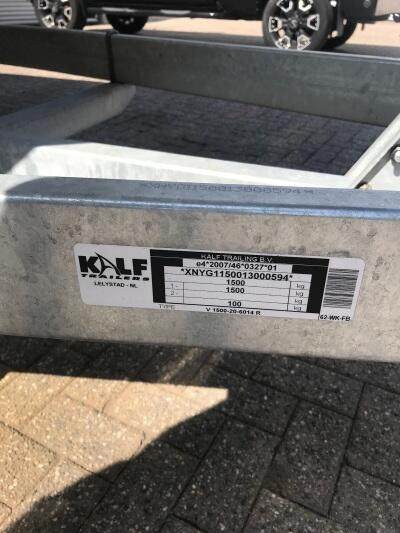 *XNYG1150013000594*
KALF
TRAILERS
LELYSTAD - NL
KALF TRAILING B.V.
e4*2007/46*0327*01
*XNYG1150013000594*
1500 kg
1 - 1500 kg
2 -
100 kg
TYPE V 1500-20-6014 R
62-WK-FB